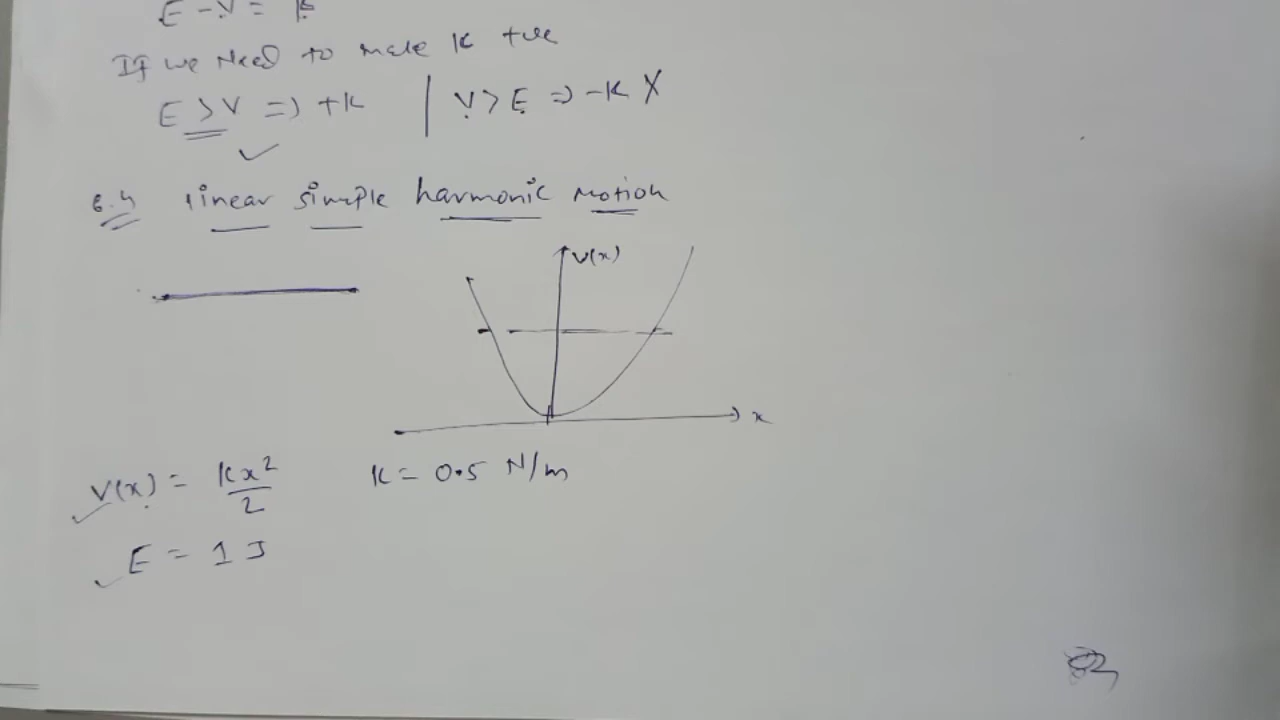 E - V = K
If we need to make K +ve
E > V => +K | V > E => -K X
6.4 linear simple harmonic motion
V(x)
x
V(x) = kx²/2 K = 0.5 N/m
E = 1 J